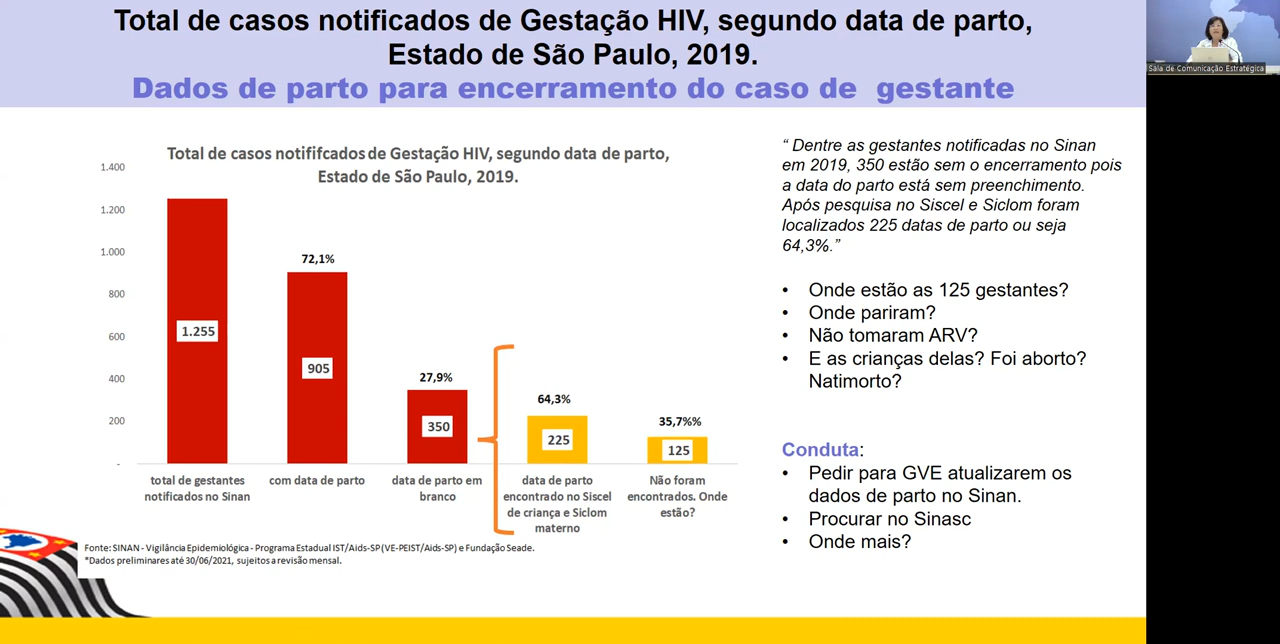 Total de casos notificados de Gestação HIV, segundo data de parto,
Estado de São Paulo, 2019.
Dados de parto para encerramento do caso de gestante
Sala de Comunicação Estratégica
Total de casos notififcados de Gestação HIV, segundo data de parto,
Estado de São Paulo, 2019.
1.400
1.200
1.000
800
600
400
200
-
1.255
72,1%
905
27,9%
350
64,3%
225
35,7%%
125
total de gestantes
notificados no Sinan
com data de parto
data de parto em
branco
data de parto
encontrado no Siscel
de criança e Siclom
materno
Não foram
encontrados. Onde
estão?
Fonte: SINAN - Vigilância Epidemiológica - Programa Estadual IST/Aids-SP (VE-PEIST/Aids-SP) e Fundação Seade.
*Dados preliminares até 30/06/2021, sujeitos a revisão mensal.
“ Dentre as gestantes notificadas no Sinan
em 2019, 350 estão sem o encerramento pois
a data do parto está sem preenchimento.
Após pesquisa no Siscel e Siclom foram
localizados 225 datas de parto ou seja
64,3%.”
• Onde estão as 125 gestantes?
• Onde pariram?
• Não tomaram ARV?
• E as crianças delas? Foi aborto?
Natimorto?
Conduta:
• Pedir para GVE atualizarem os
dados de parto no Sinan.
• Procurar no Sinasc
• Onde mais?